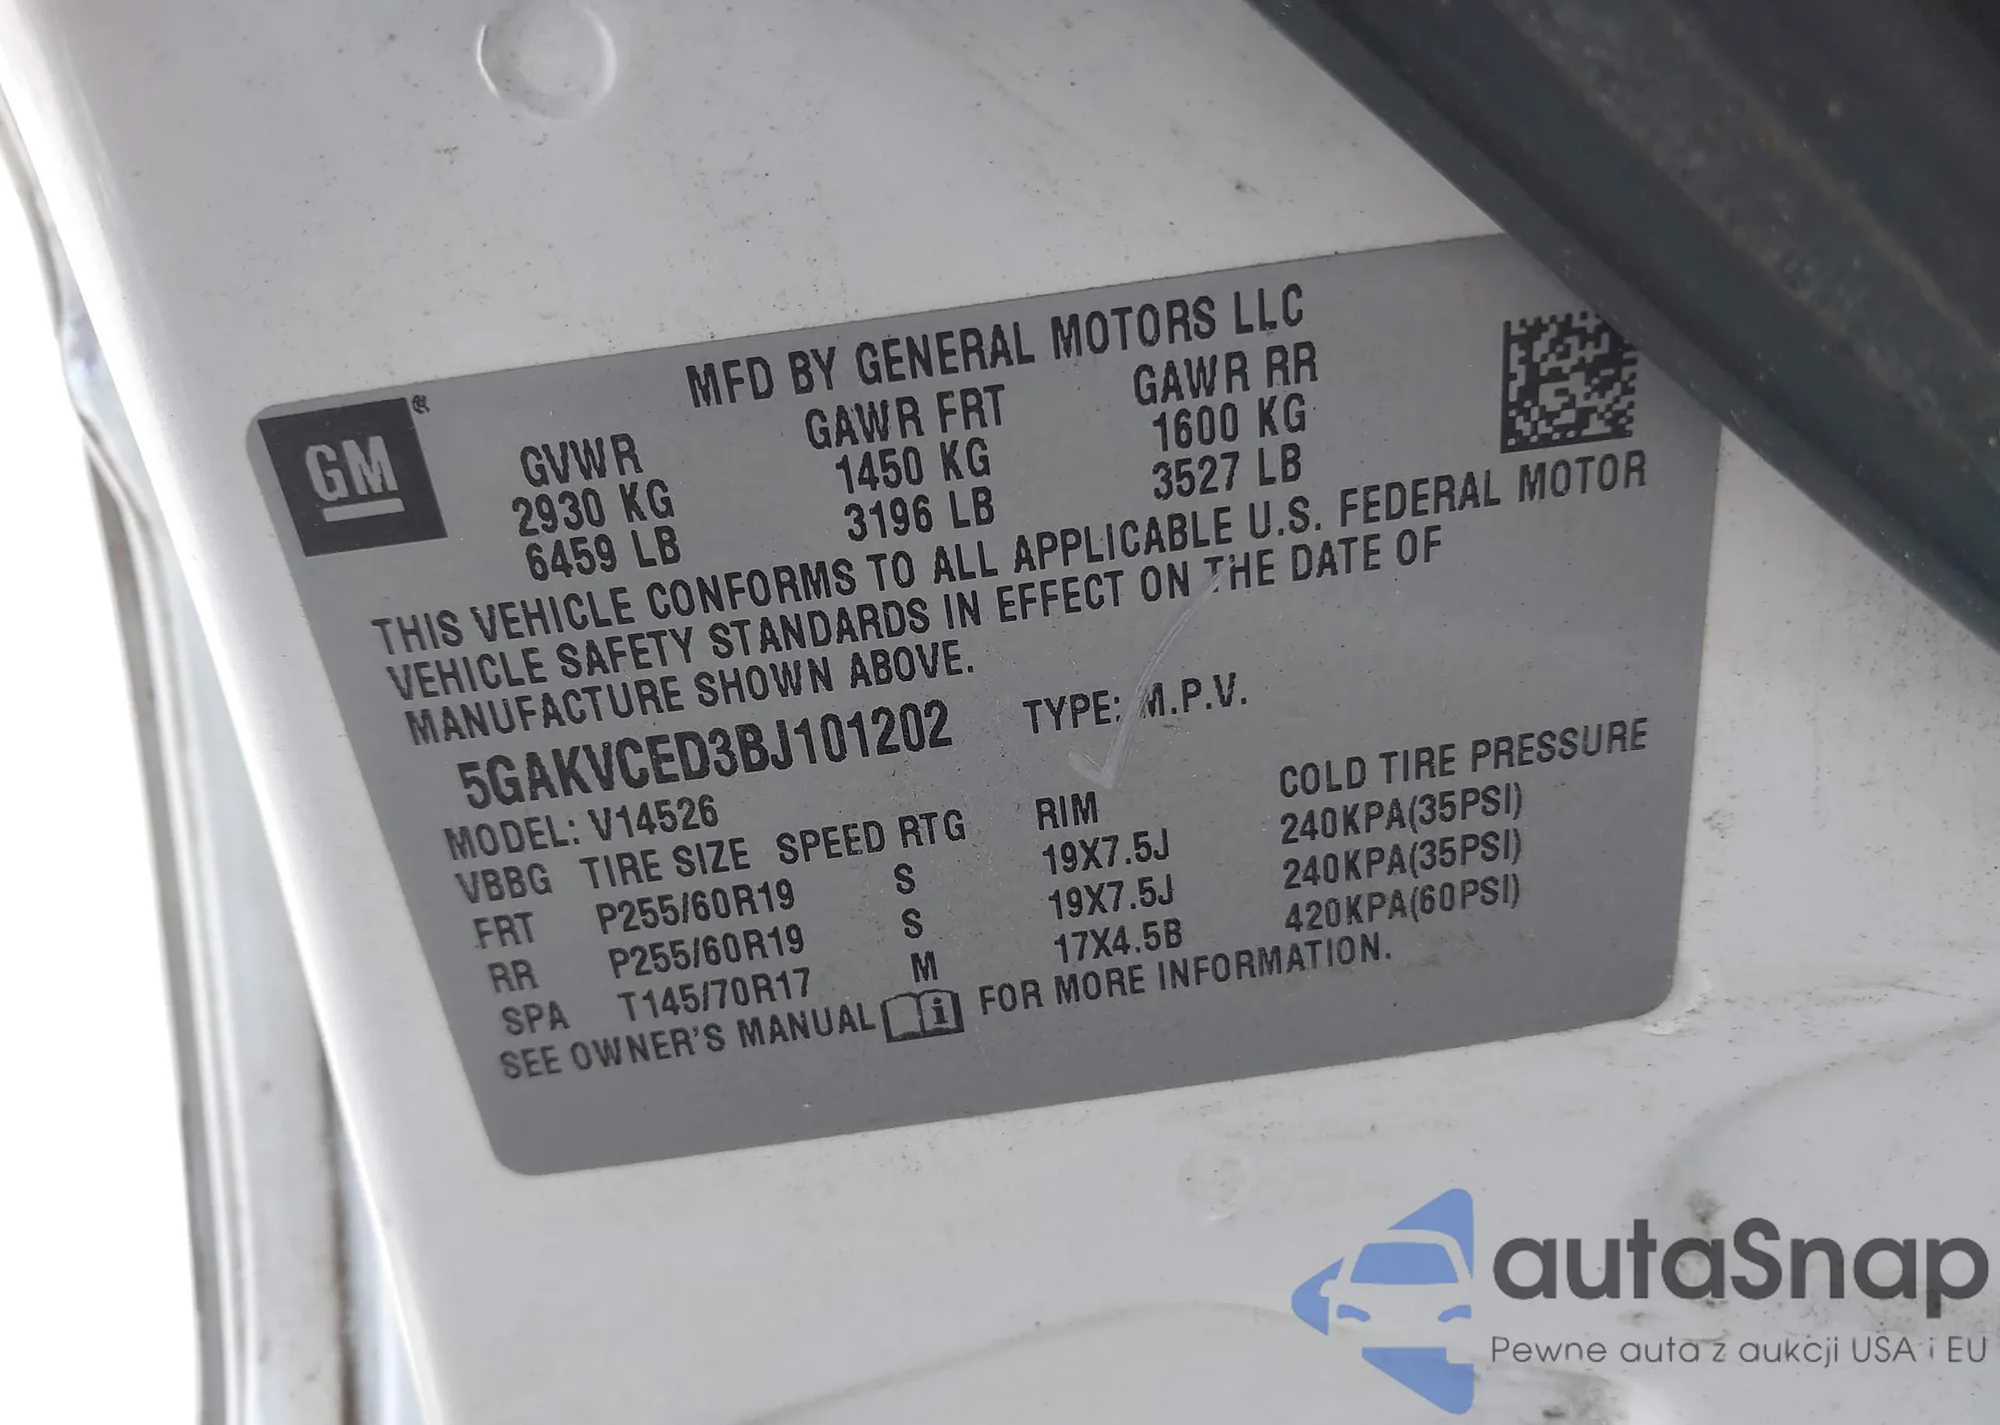 MFD BY GENERAL MOTORS LLC
GM®
GVWR GAWR FRT GAWR RR
2930 KG 1450 KG 1600 KG
6459 LB 3196 LB 3527 LB
THIS VEHICLE CONFORMS TO ALL APPLICABLE U.S. FEDERAL MOTOR
VEHICLE SAFETY STANDARDS IN EFFECT ON THE DATE OF
MANUFACTURE SHOWN ABOVE.
5GAKVCED3BJ101202 TYPE: M.P.V.
MODEL: V14526
VBBG TIRE SIZE SPEED RTG RIM COLD TIRE PRESSURE
FRT P255/60R19 S 19X7.5J 240KPA(35PSI)
RR P255/60R19 S 19X7.5J 240KPA(35PSI)
SPA T145/70R17 M 17X4.5B 420KPA(60PSI)
SEE OWNER'S MANUAL i FOR MORE INFORMATION.
autaSnap
Pewne auta z aukcji USA i EU